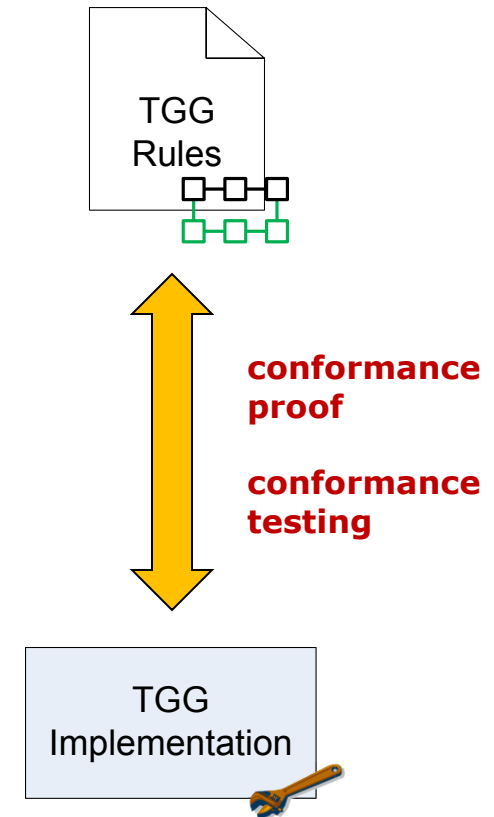 TGG
Rules
conformance
proof
conformance
testing
TGG
Implementation